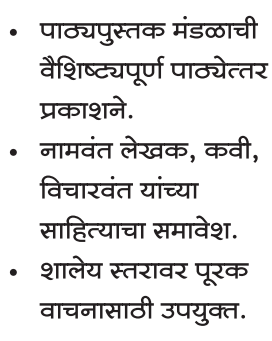 • पाठ्यपुस्तक मंडळाची
वैशिष्ट्यपूर्ण पाठ्येत्तर
प्रकाशने.
• नामवंत लेखक, कवी,
विचारवंत यांच्या
साहित्याचा समावेश.
• शालेय स्तरावर पूरक
वाचनासाठी उपयुक्त.